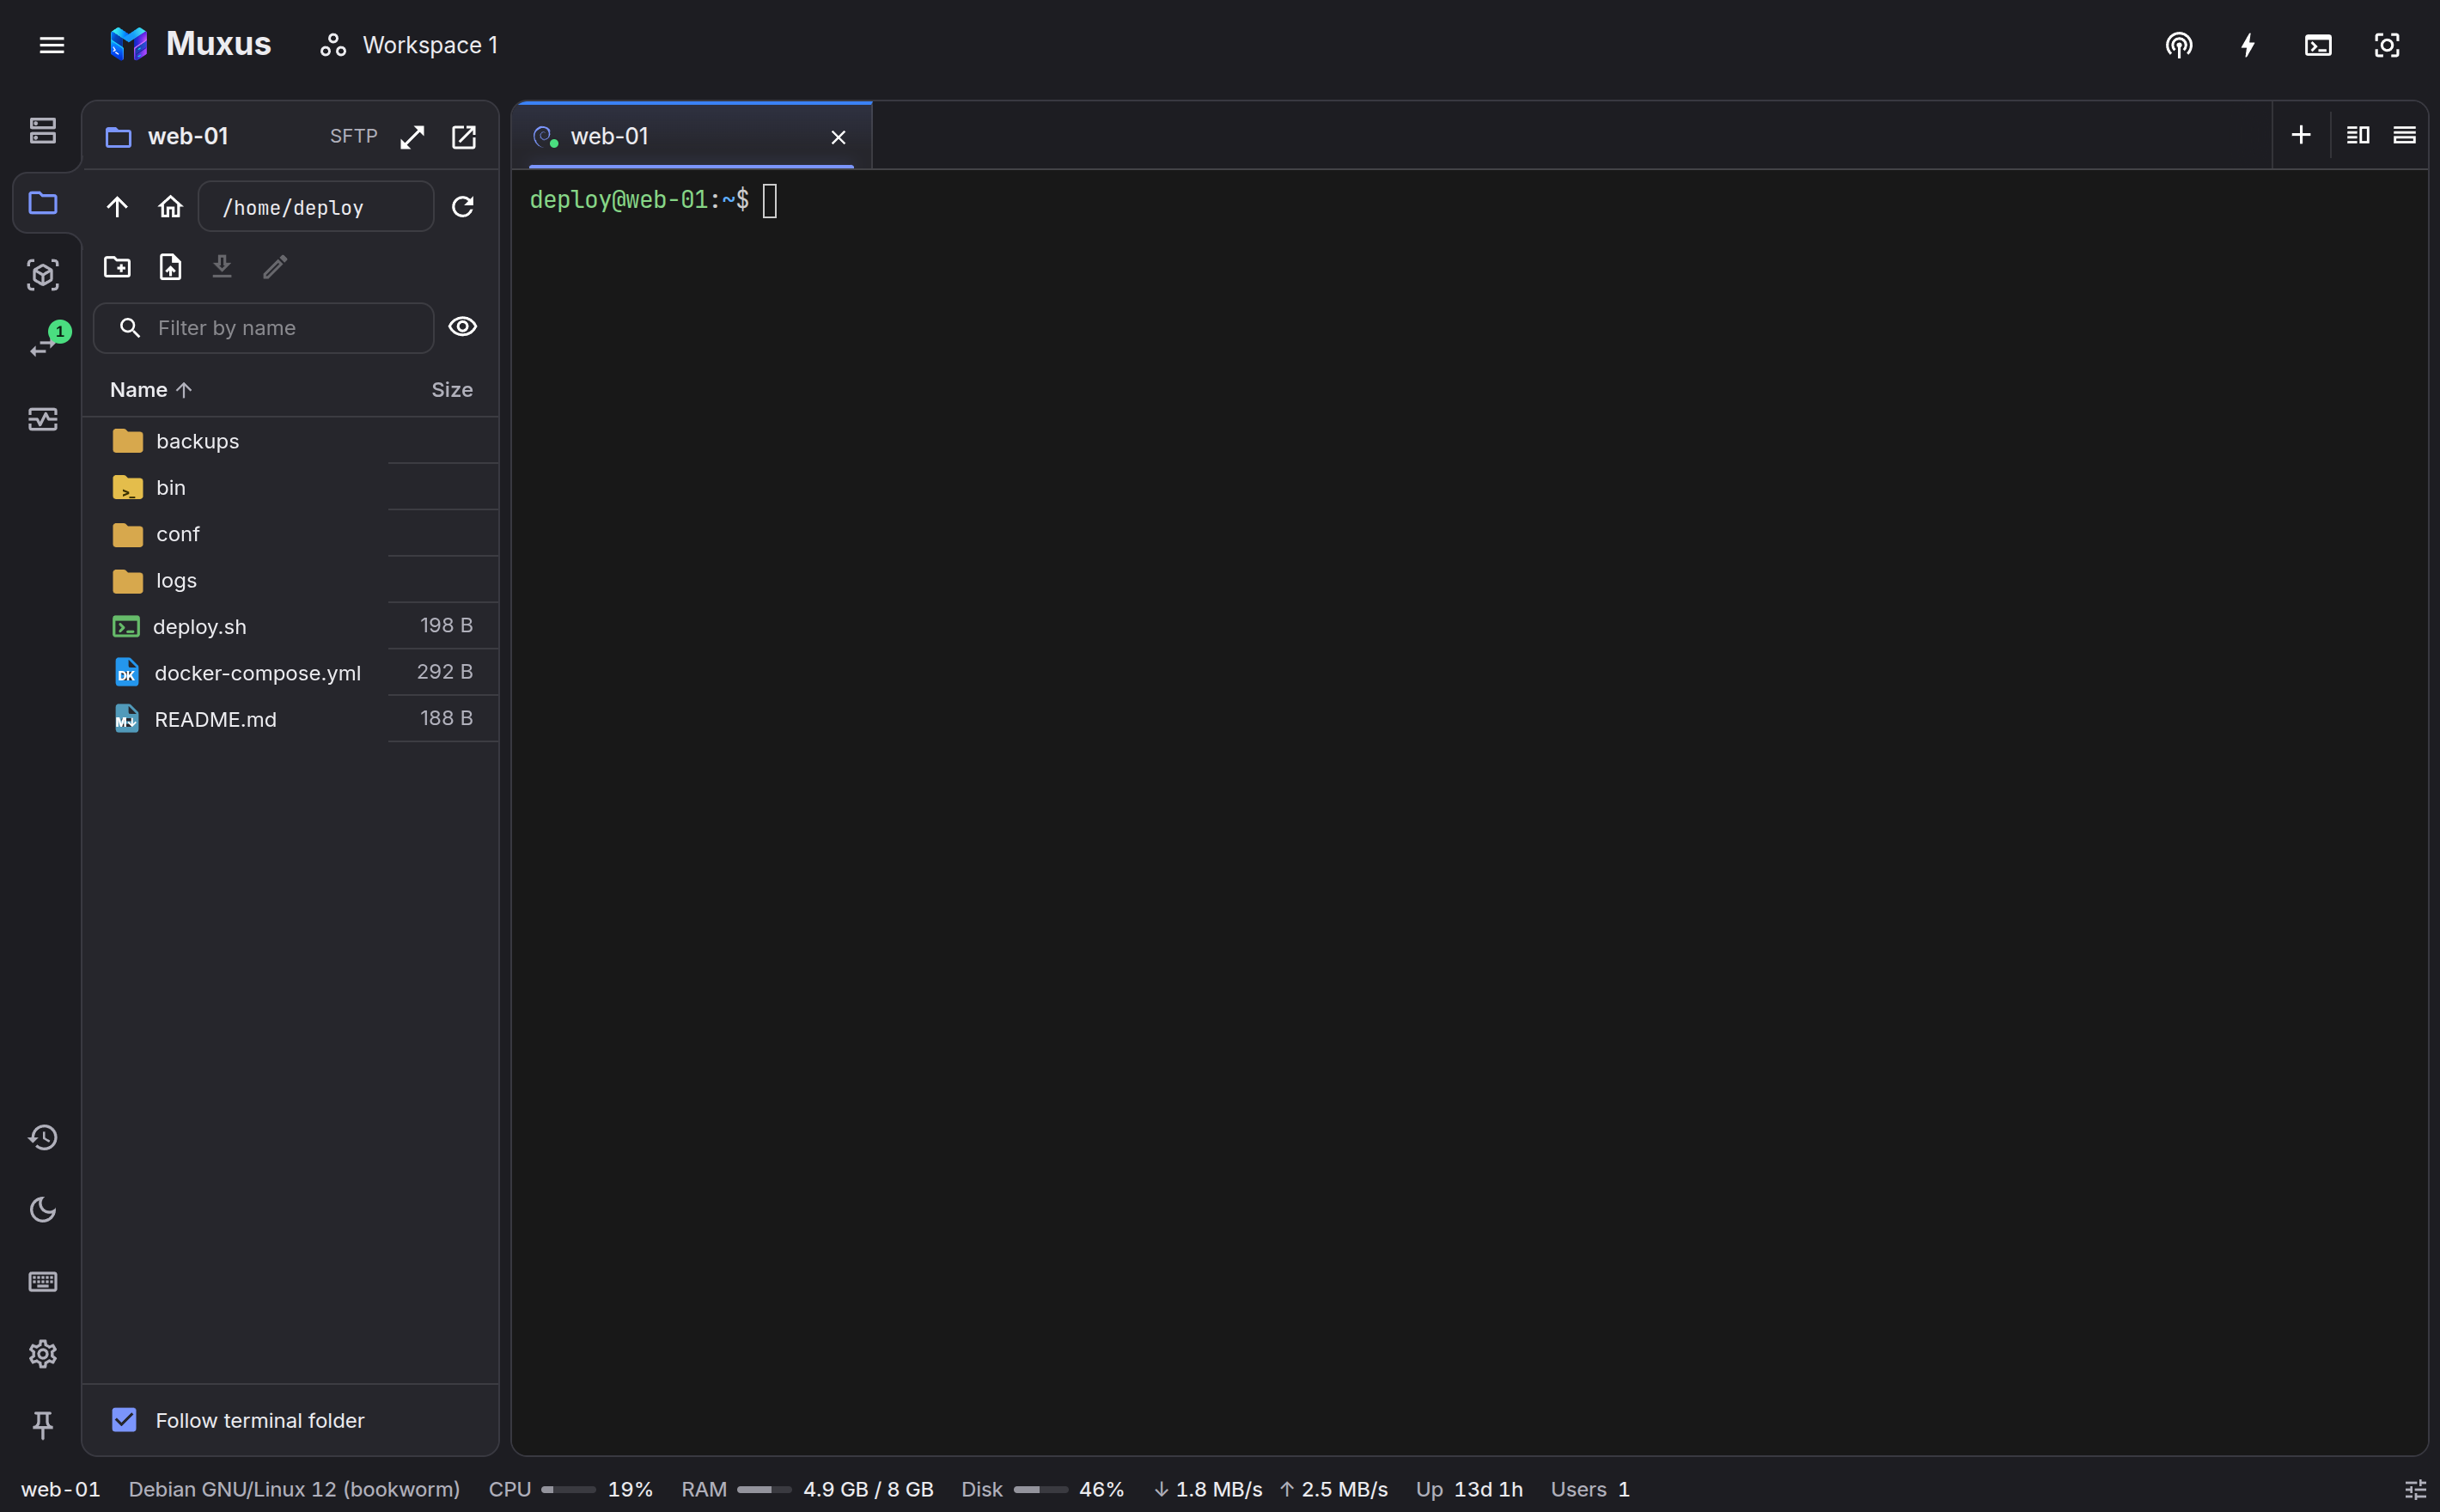 Muxus Workspace 1
web-01 SFTP
/home/deploy
1
Filter by name
Name Size
backups
bin
conf
logs
deploy.sh 198 B
docker-compose.yml 292 B
README.md 188 B
Follow terminal folder
web-01
deploy@web-01:~$
web-01 Debian GNU/Linux 12 (bookworm) CPU 19% RAM 4.9 GB / 8 GB Disk 46% ↓ 1.8 MB/s ↑ 2.5 MB/s Up 13d 1h Users 1